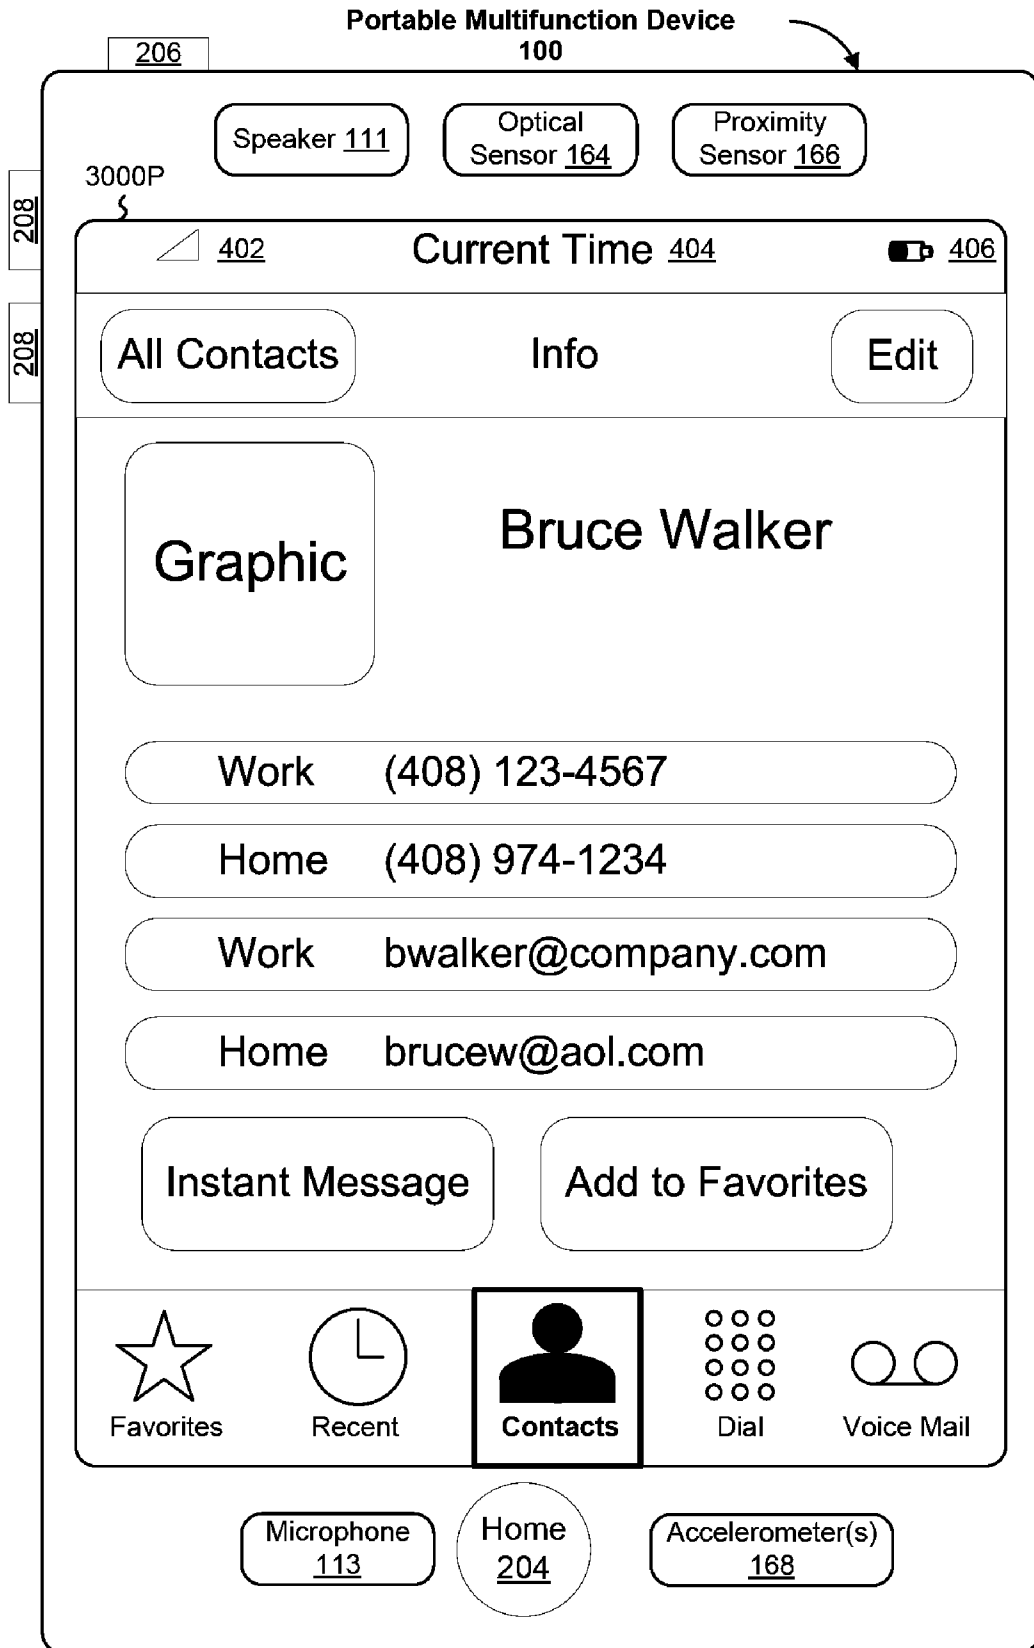 Portable Multifunction Device
100
206
Speaker 111
Optical
Sensor 164
Proximity
Sensor 166
3000P
208
208
402
Current Time 404
406
All Contacts
Info
Edit
Graphic
Bruce Walker
Work (408) 123-4567
Home (408) 974-1234
Work bwalker@company.com
Home brucew@aol.com
Instant Message
Add to Favorites
Favorites
Recent
Contacts
Dial
Voice Mail
Microphone
113
Home
204
Accelerometer(s)
168